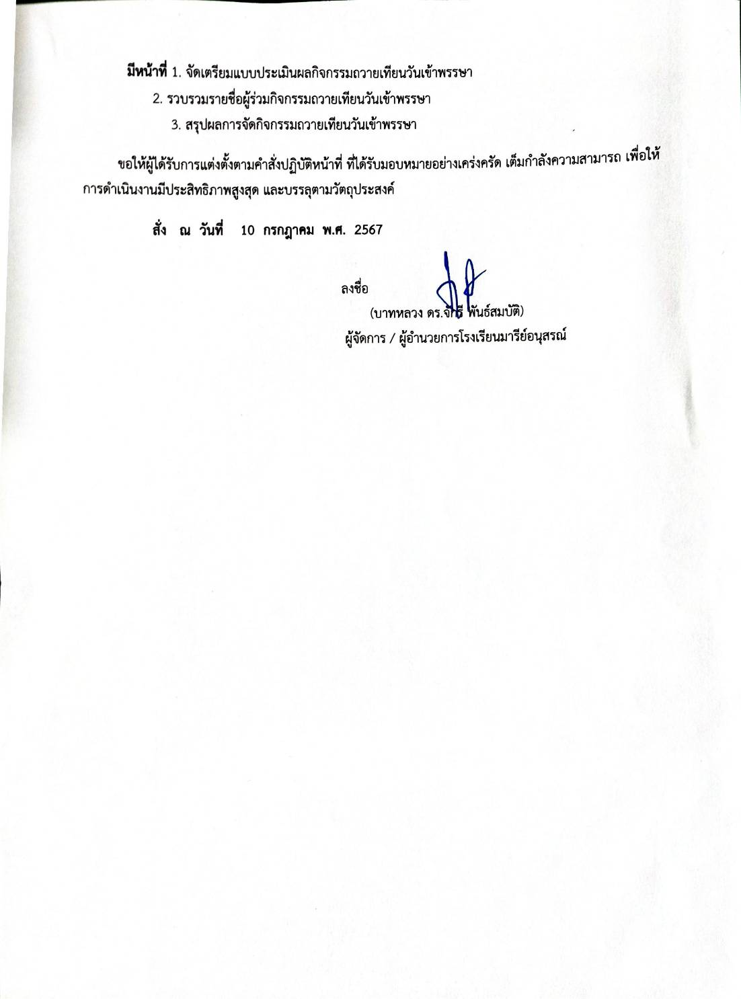 มีหน้าที่ 1. จัดเตรียมแบบประเมินผลกิจกรรมถวายเทียนวันเข้าพรรษา
2. รวบรวมรายชื่อผู้ร่วมกิจกรรมถวายเทียนวันเข้าพรรษา
3. สรุปผลการจัดกิจกรรมถวายเทียนวันเข้าพรรษา
ขอให้ผู้ได้รับการแต่งตั้งตามคำสั่งปฏิบัติหน้าที่ ที่ได้รับมอบหมายอย่างเคร่งครัด เต็มกำลังความสามารถ เพื่อให้
การดำเนินงานมีประสิทธิภาพสูงสุด และบรรลุตามวัตถุประสงค์
สั่ง ณ วันที่ 10 กรกฎาคม พ.ศ. 2567
ลงชื่อ
(บาทหลวง ดร.จักรี พันธ์สมบัติ)
ผู้จัดการ / ผู้อำนวยการโรงเรียนมารีย์อนุสรณ์